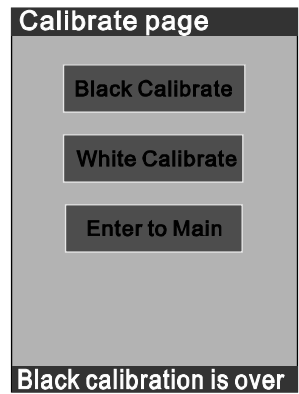 Calibrate page
Black Calibrate
White Calibrate
Enter to Main
Black calibration is over